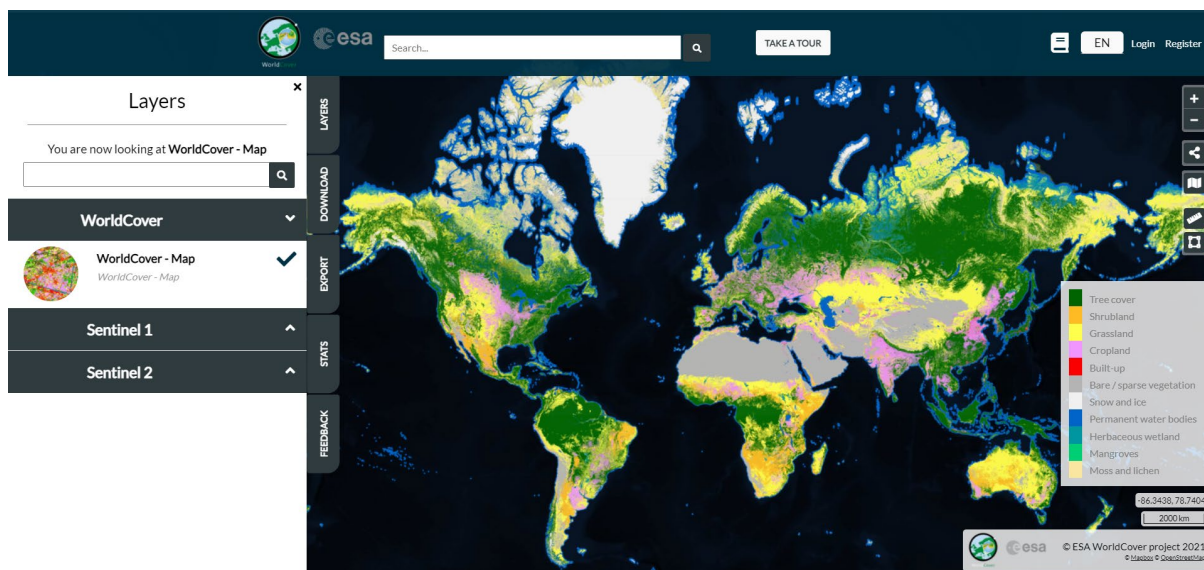 WorldCover
esa
Search...
TAKE A TOUR
EN
Login
Register
Layers
You are now looking at WorldCover - Map
WorldCover
WorldCover - Map
WorldCover - Map
Sentinel 1
Sentinel 2
LAYERS
DOWNLOAD
EXPORT
STATS
FEEDBACK
Tree cover
Shrubland
Grassland
Cropland
Built-up
Bare / sparse vegetation
Snow and ice
Permanent water bodies
Herbaceous wetland
Mangroves
Moss and lichen
-86.3438, 78.7404
2000 km
esa
© ESA WorldCover project 2021
© Mapbox © OpenStreetMap